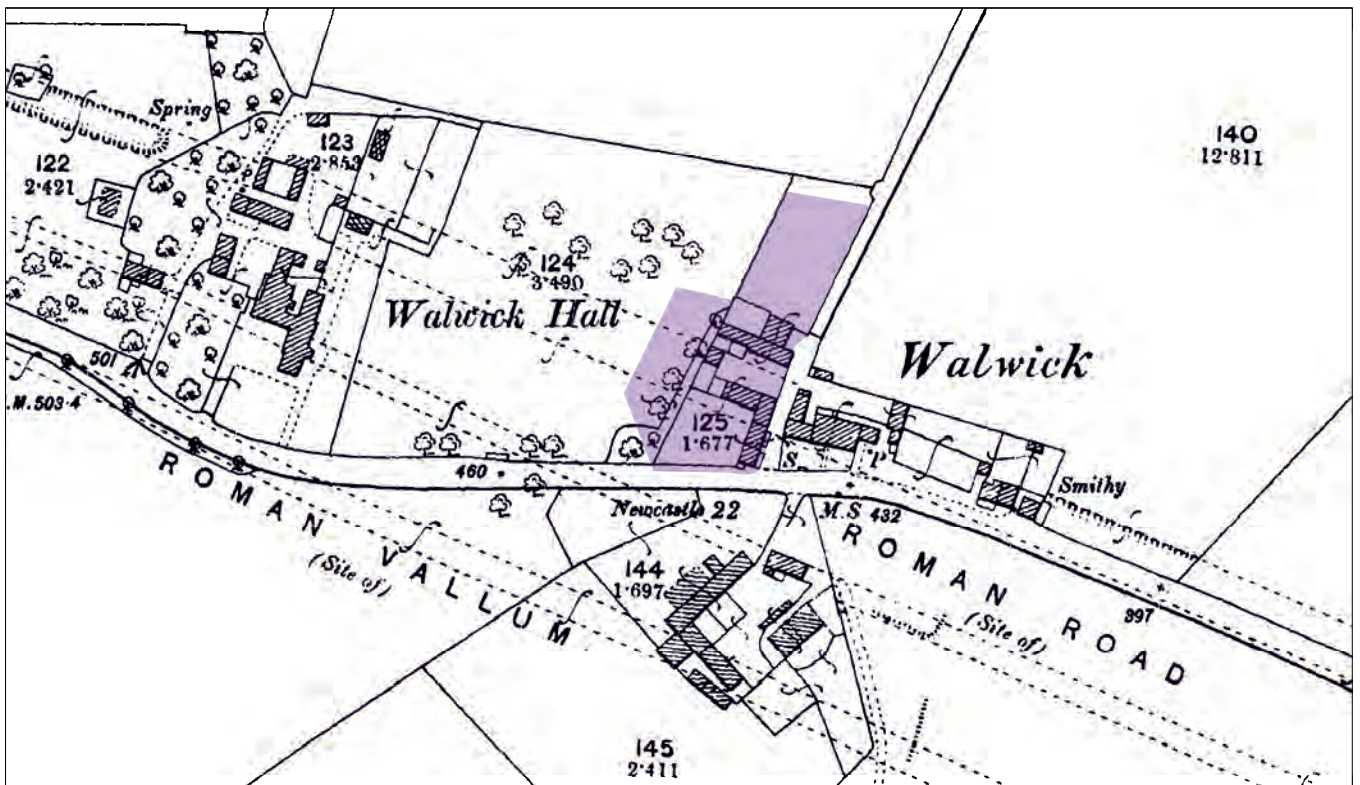 Spring
123
2·853
140
12·811
122
2·421
124
3·490
Walwick Hall
Walwick
501
.M.503·4
125
1·677
460
S.
P
Smithy
Newcastle 22
M.S 432
ROMAN VALLUM
(Site of)
ROMAN ROAD
(Site of)
397
144
1·697
145
2·411